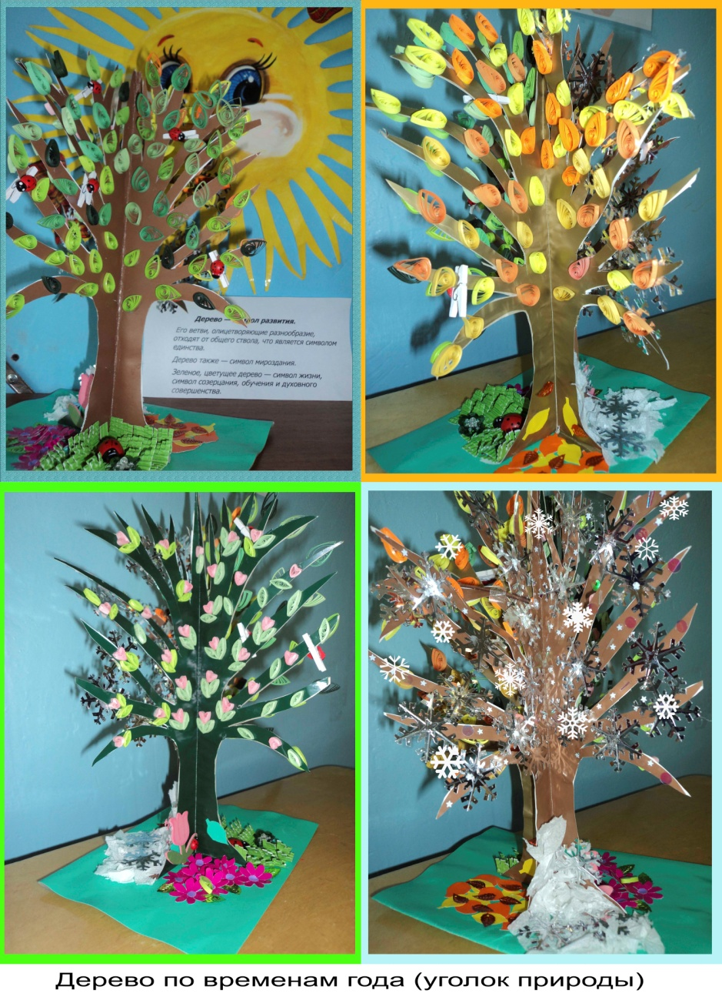 Дерево — символ развития.
Его ветви, олицетворяющие разнообразие,
отходят от общего ствола, что является символом
единства.
Дерево также — символ мироздания.
Зеленое, цветущее дерево — символ жизни,
символ созерцания, обучения и духовного
совершенства.
Дерево по временам года (уголок природы)